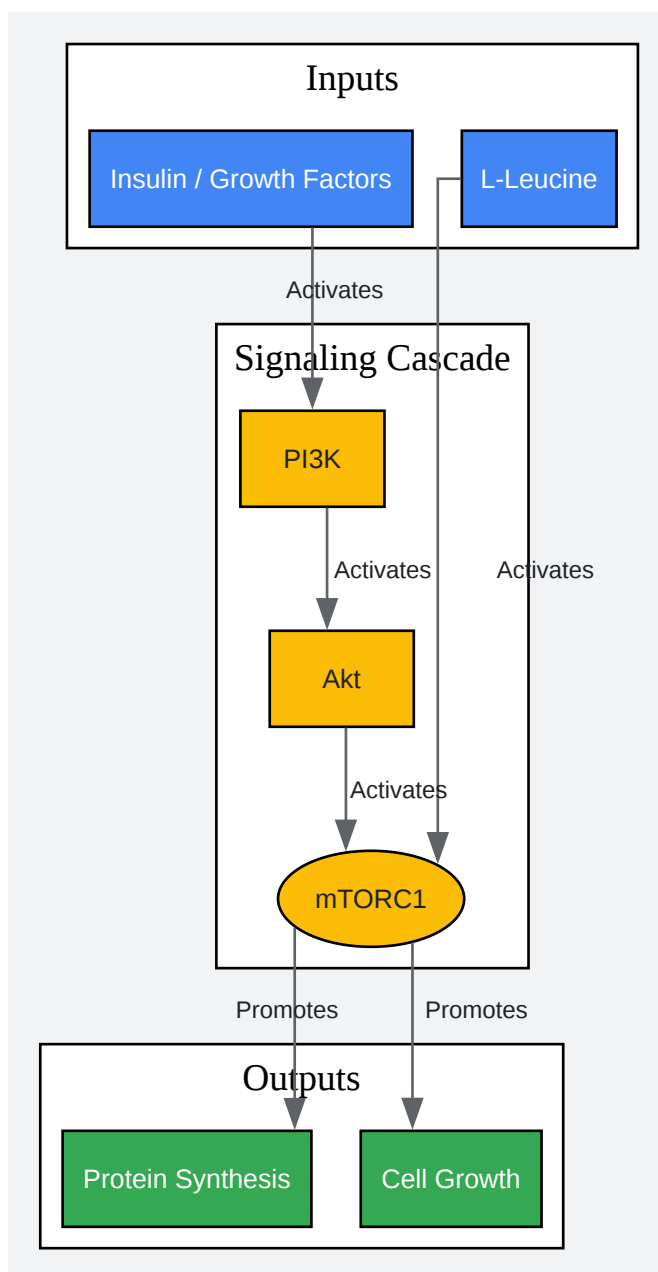 Inputs
Insulin / Growth Factors
L-Leucine
Activates
Signaling Cascade
PI3K
Activates
Activates
Akt
Activates
mTORC1
Promotes
Promotes
Outputs
Protein Synthesis
Cell Growth